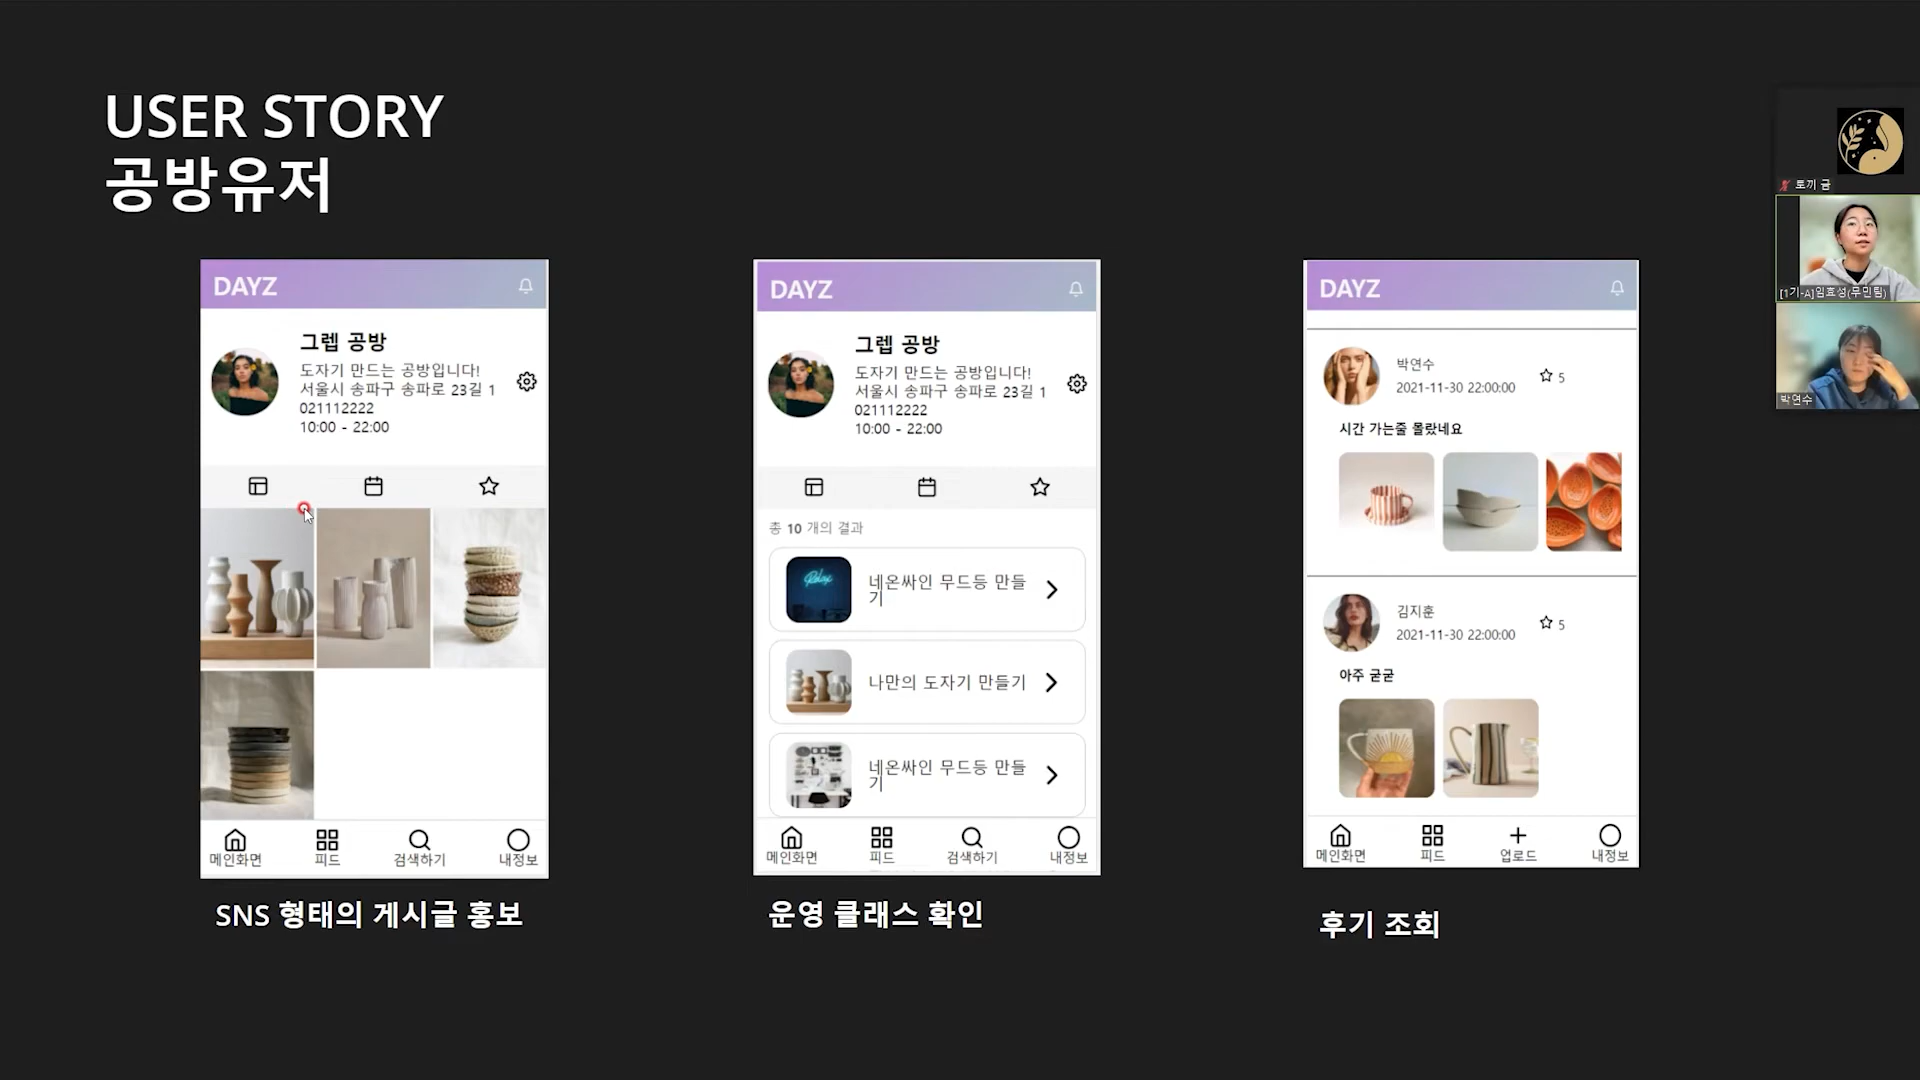 USER STORY
공방유저
DAYZ
그렙 공방
도자기 만드는 공방입니다!
서울시 송파구 송파로 23길 1
021112222
10:00 - 22:00
메인화면
피드
검색하기
내정보
SNS 형태의 게시글 홍보
DAYZ
그렙 공방
도자기 만드는 공방입니다!
서울시 송파구 송파로 23길 1
021112222
10:00 - 22:00
총 10 개의 결과
Relax
네온싸인 무드등 만들
기
나만의 도자기 만들기
네온싸인 무드등 만들
기
메인화면
피드
검색하기
내정보
운영 클래스 확인
DAYZ
박연수
2021-11-30 22:00:00
5
시간 가는줄 몰랐네요
김지훈
2021-11-30 22:00:00
5
아주 굳굳
메인화면
피드
업로드
내정보
후기 조회
토끼 굴
[1기-A]임효성(무민팀)
박연수